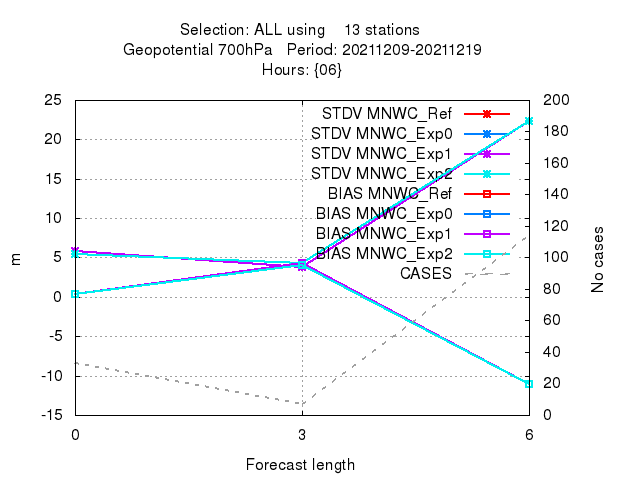 Selection: ALL using    13 stations
Geopotential 700hPa   Period: 20211209-20211219
Hours: {06}
25
20
15
10
5
0
-5
-10
-15
m
200
180
160
140
120
100
80
60
40
20
0
No cases
STDV MNWC_Ref
STDV MNWC_Exp0
STDV MNWC_Exp1
STDV MNWC_Exp2
BIAS MNWC_Ref
BIAS MNWC_Exp0
BIAS MNWC_Exp1
BIAS MNWC_Exp2
CASES
0 3 6
Forecast length